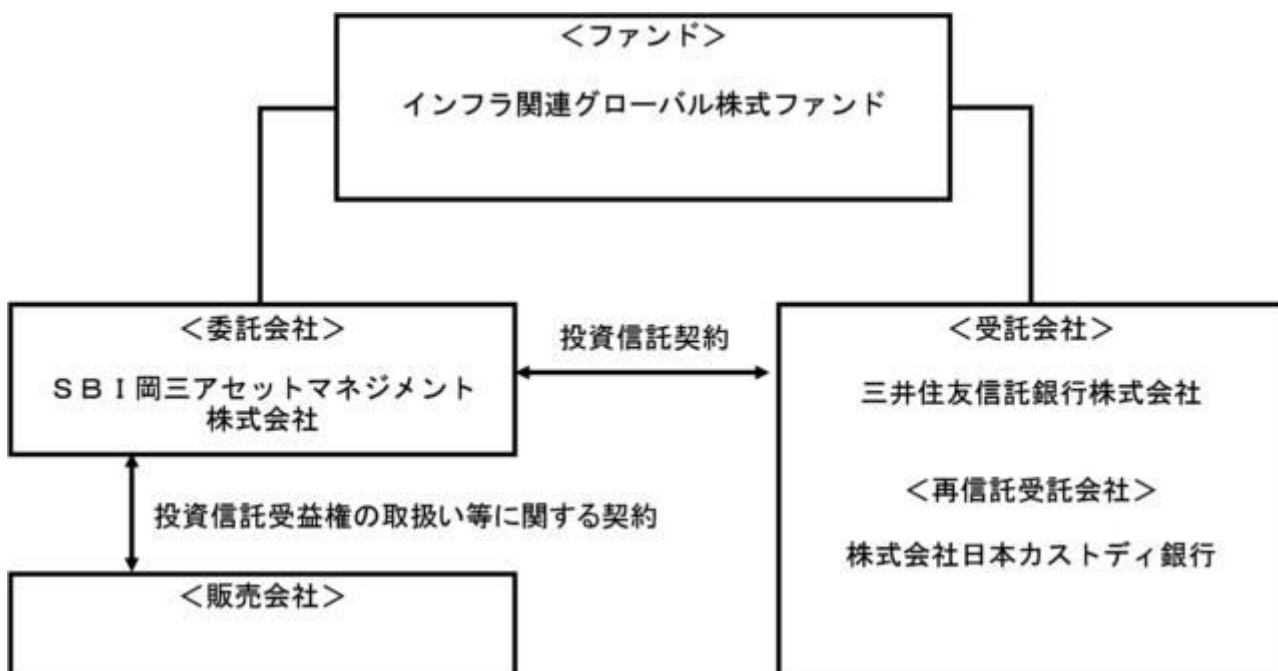 ＜ファンド＞
インフラ関連グローバル株式ファンド
＜委託会社＞
ＳＢＩ岡三アセットマネジメント
株式会社
投資信託契約
＜受託会社＞
三井住友信託銀行株式会社
＜再信託受託会社＞
株式会社日本カストディ銀行
投資信託受益権の取扱い等に関する契約
＜販売会社＞